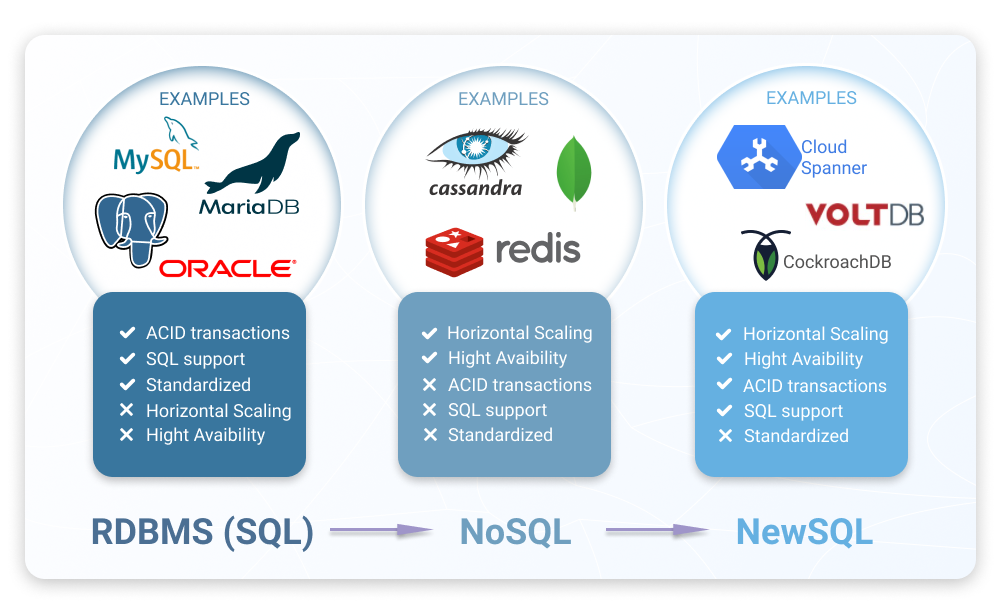 EXAMPLES
MySQL™
MariaDB
ORACLE®
ACID transactions
SQL support
Standardized
Horizontal Scaling
Hight Avaibility
RDBMS (SQL)
EXAMPLES
cassandra
redis
Horizontal Scaling
Hight Avaibility
ACID transactions
SQL support
Standardized
NoSQL
EXAMPLES
Cloud
Spanner
VOLTDB
CockroachDB
Horizontal Scaling
Hight Avaibility
ACID transactions
SQL support
Standardized
NewSQL